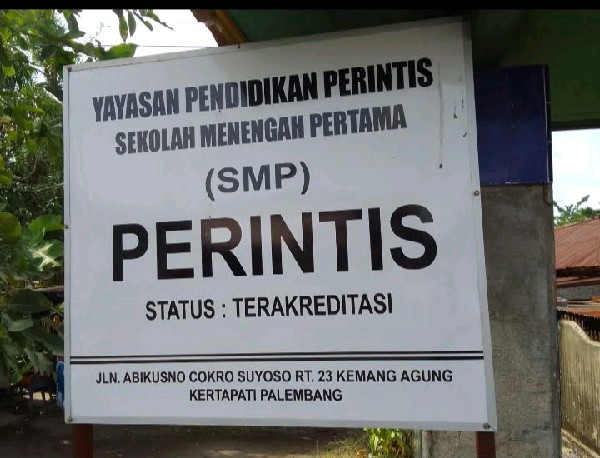 YAYASAN PENDIDIKAN PERINTIS
SEKOLAH MENENGAH PERTAMA
(SMP)
PERINTIS
STATUS : TERAKREDITASI
JLN. ABIKUSNO COKRO SUYOSO RT. 23 KEMANG AGUNG
KERTAPATI PALEMBANG